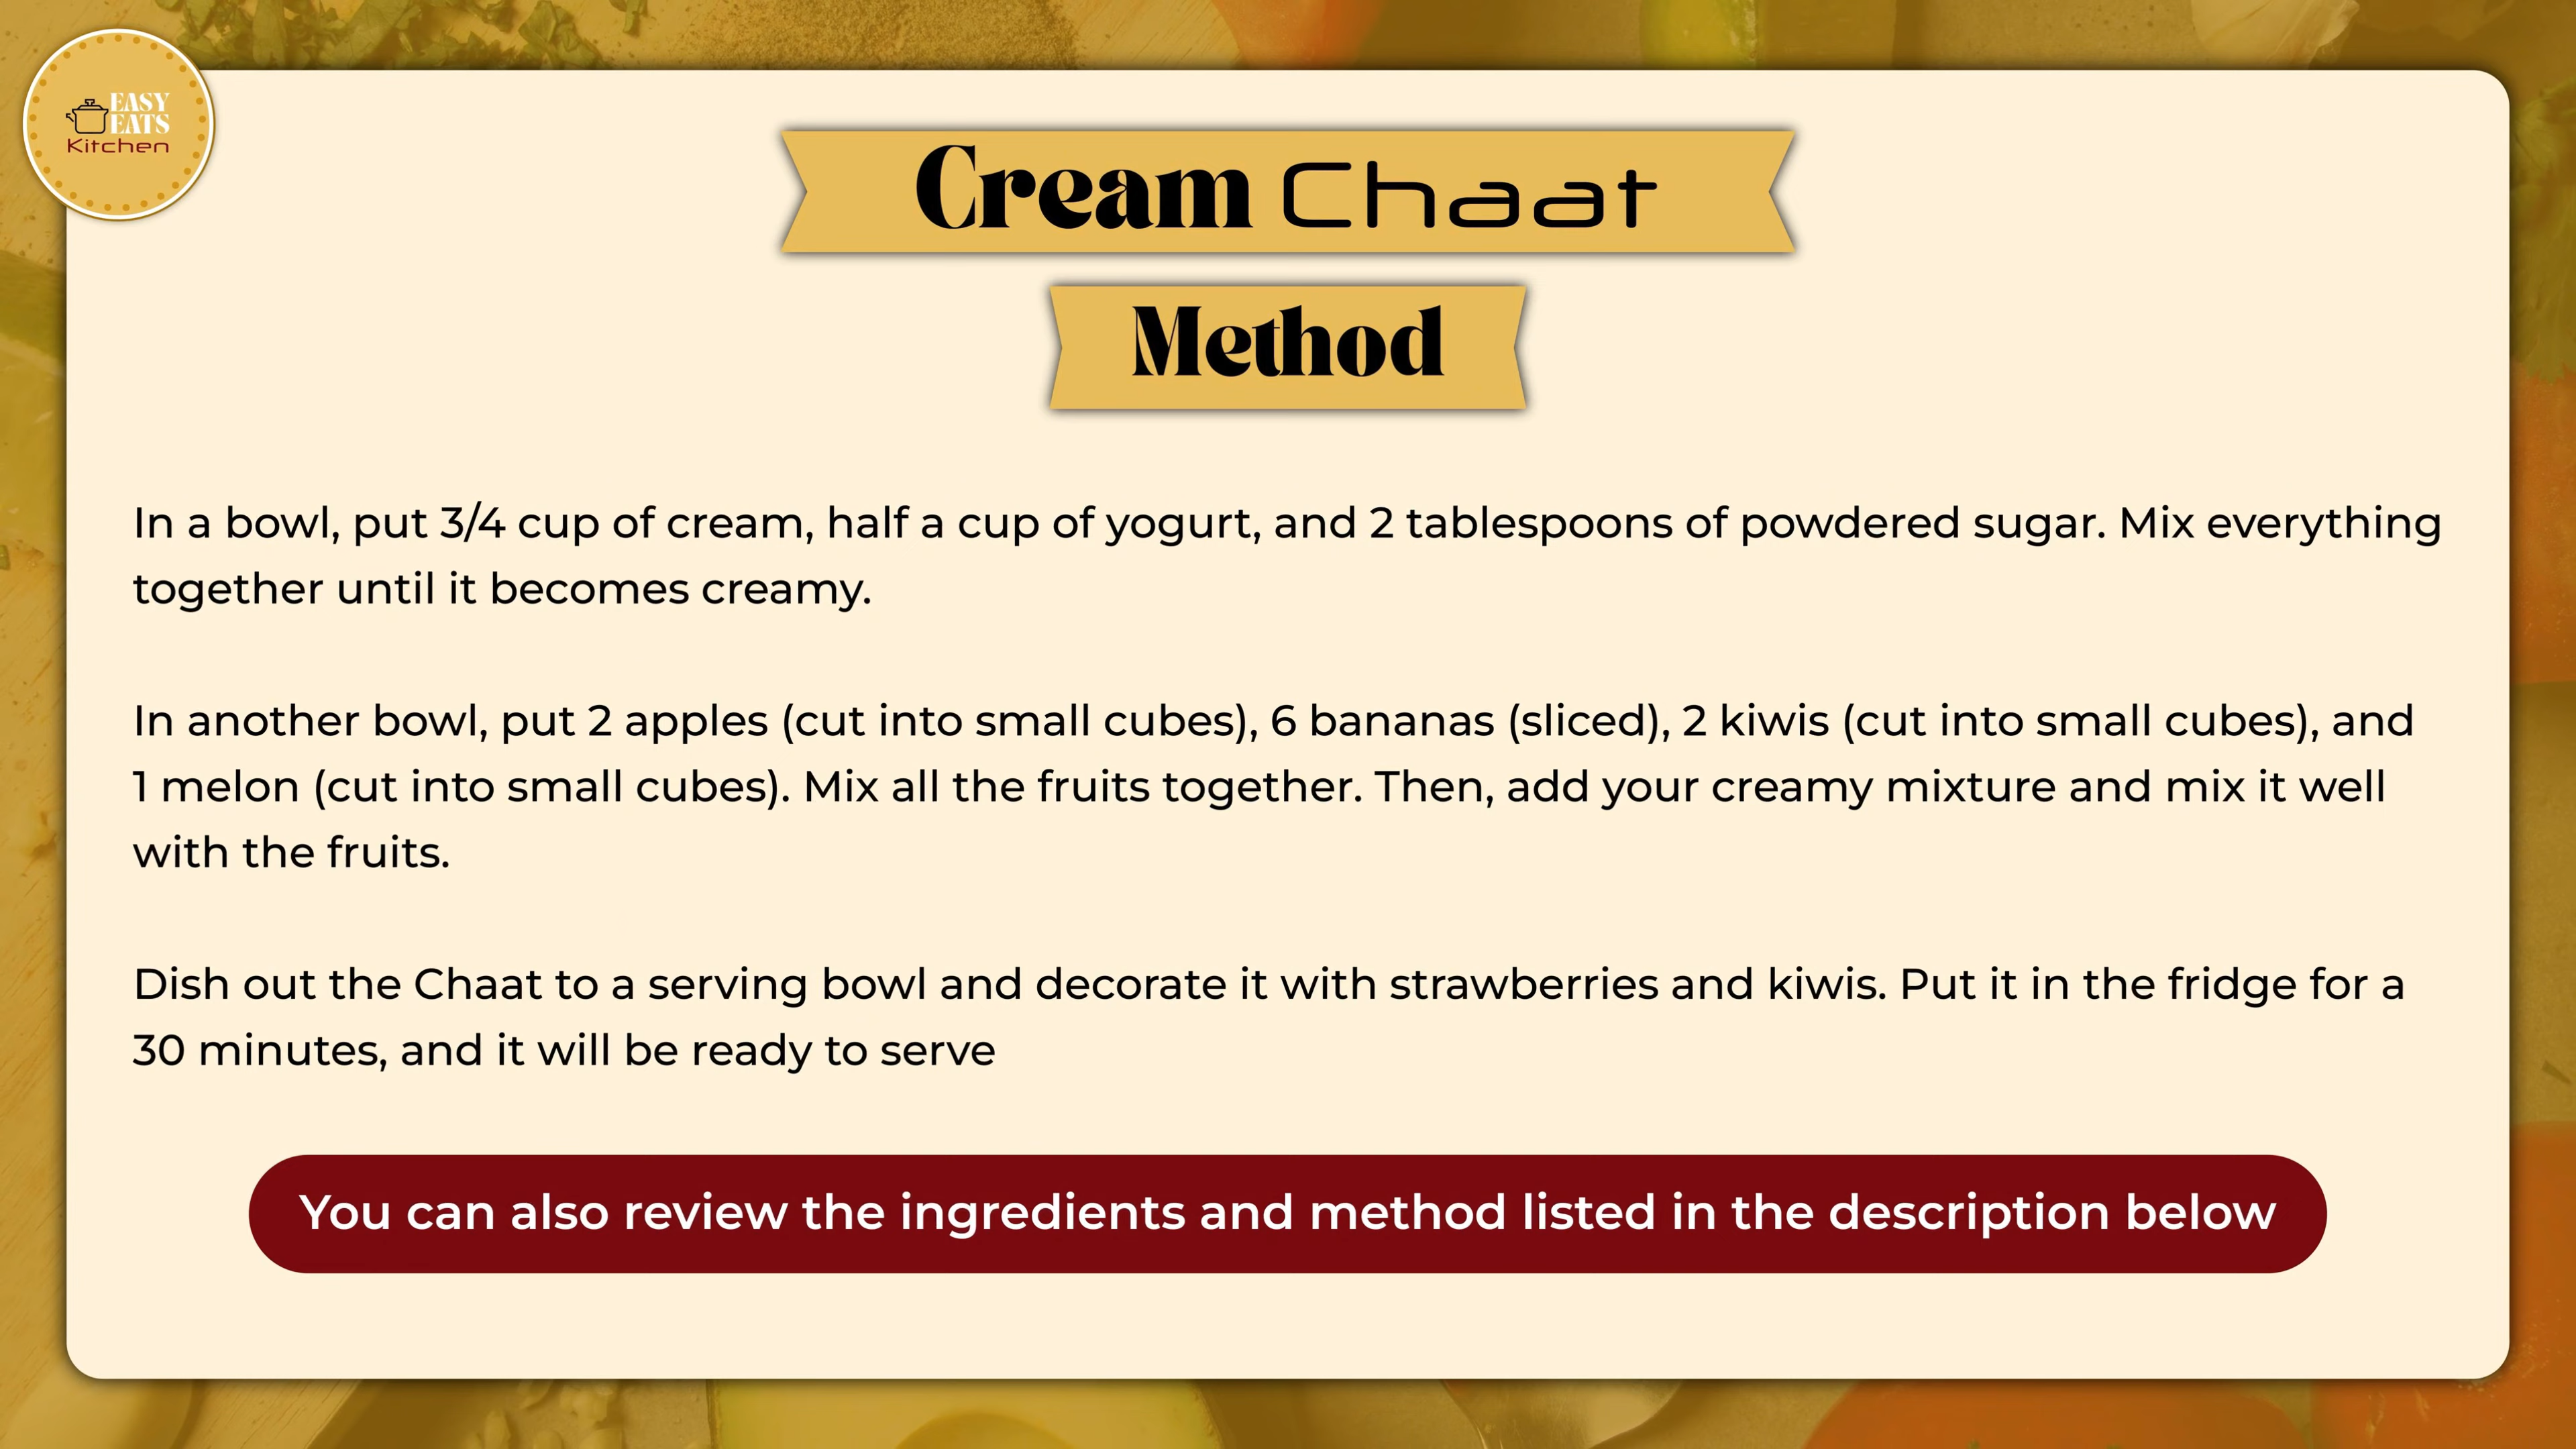 EASY
EATS
Kitchen
Cream Chaat
Method
In a bowl, put 3/4 cup of cream, half a cup of yogurt, and 2 tablespoons of powdered sugar. Mix everything
together until it becomes creamy.
In another bowl, put 2 apples (cut into small cubes), 6 bananas (sliced), 2 kiwis (cut into small cubes), and
1 melon (cut into small cubes). Mix all the fruits together. Then, add your creamy mixture and mix it well
with the fruits.
Dish out the Chaat to a serving bowl and decorate it with strawberries and kiwis. Put it in the fridge for a
30 minutes, and it will be ready to serve
You can also review the ingredients and method listed in the description below